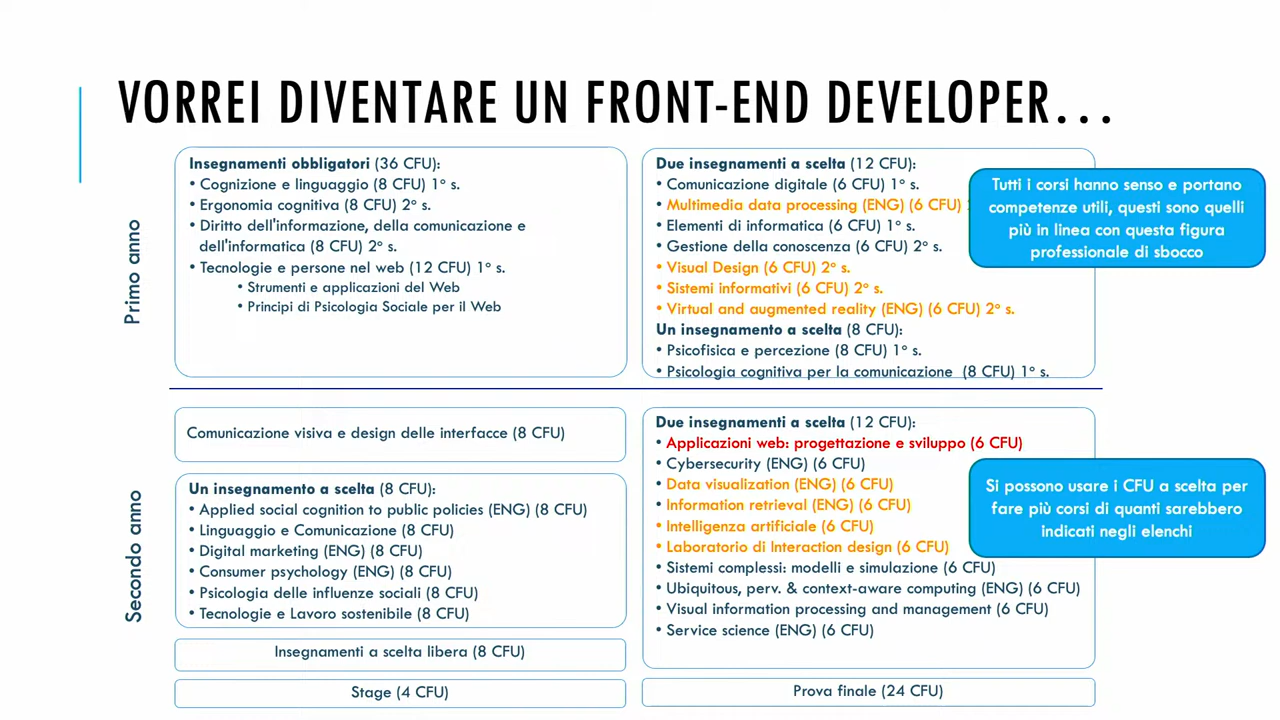 VORREI DIVENTARE UN FRONT-END DEVELOPER...
Primo anno
Insegnamenti obbligatori (36 CFU):
• Cognizione e linguaggio (8 CFU) 1° s.
• Ergonomia cognitiva (8 CFU) 2° s.
• Diritto dell'informazione, della comunicazione e
dell'informatica (8 CFU) 2° s.
• Tecnologie e persone nel web (12 CFU) 1° s.
• Strumenti e applicazioni del Web
• Principi di Psicologia Sociale per il Web
Due insegnamenti a scelta (12 CFU):
• Comunicazione digitale (6 CFU) 1° s.
• Multimedia data processing (ENG) (6 CFU)
• Elementi di informatica (6 CFU) 1° s.
• Gestione della conoscenza (6 CFU) 2° s.
• Visual Design (6 CFU) 2° s.
• Sistemi informativi (6 CFU) 2° s.
• Virtual and augmented reality (ENG) (6 CFU) 2° s.
Un insegnamento a scelta (8 CFU):
• Psicofisica e percezione (8 CFU) 1° s.
• Psicologia cognitiva per la comunicazione (8 CFU) 1° s.
Tutti i corsi hanno senso e portano
competenze utili, questi sono quelli
più in linea con questa figura
professionale di sbocco
Secondo anno
Comunicazione visiva e design delle interfacce (8 CFU)
Un insegnamento a scelta (8 CFU):
• Applied social cognition to public policies (ENG) (8 CFU)
• Linguaggio e Comunicazione (8 CFU)
• Digital marketing (ENG) (8 CFU)
• Consumer psychology (ENG) (8 CFU)
• Psicologia delle influenze sociali (8 CFU)
• Tecnologie e Lavoro sostenibile (8 CFU)
Insegnamenti a scelta libera (8 CFU)
Stage (4 CFU)
Due insegnamenti a scelta (12 CFU):
• Applicazioni web: progettazione e sviluppo (6 CFU)
• Cybersecurity (ENG) (6 CFU)
• Data visualization (ENG) (6 CFU)
• Information retrieval (ENG) (6 CFU)
• Intelligenza artificiale (6 CFU)
• Laboratorio di Interaction design (6 CFU)
• Sistemi complessi: modelli e simulazione (6 CFU)
• Ubiquitous, perv. & context-aware computing (ENG) (6 CFU)
• Visual information processing and management (6 CFU)
• Service science (ENG) (6 CFU)
Si possono usare i CFU a scelta per
fare più corsi di quanti sarebbero
indicati negli elenchi
Prova finale (24 CFU)